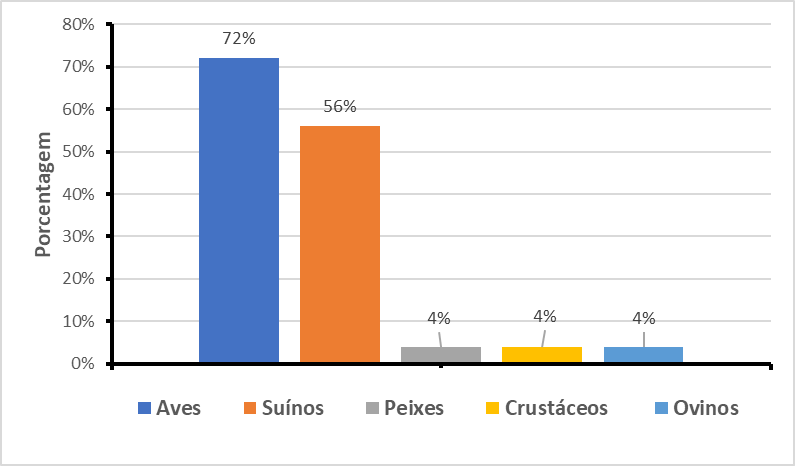 80%
72%
70%
60%
56%
50%
40%
30%
20%
10%
4%
4%
4%
0%
Porcentagem
Aves
Suínos
Peixes
Crustáceos
Ovinos